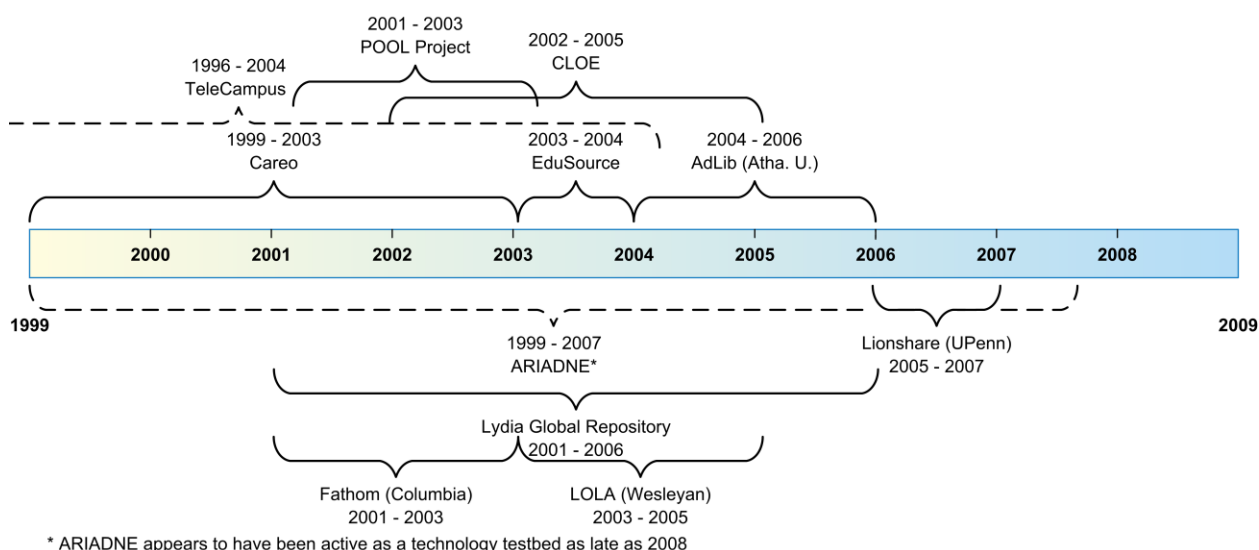 2001 - 2003
POOL Project
2002 - 2005
CLOE
1996 - 2004
TeleCampus
1999 - 2003
Careo
2003 - 2004
EduSource
2004 - 2006
AdLib (Atha. U.)
2000 2001 2002 2003 2004 2005 2006 2007 2008
1999 2009
1999 - 2007
ARIADNE*
Lionshare (UPenn)
2005 - 2007
Lydia Global Repository
2001 - 2006
Fathom (Columbia)
2001 - 2003
LOLA (Wesleyan)
2003 - 2005
* ARIADNE appears to have been active as a technology testbed as late as 2008